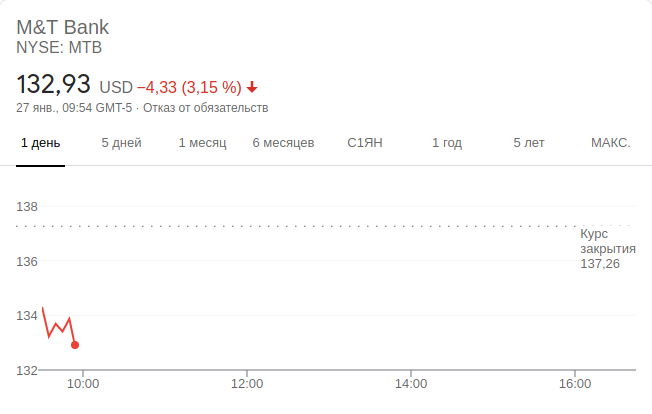 M&T Bank
NYSE: MTB
132,93 USD −4,33 (3,15 %)
27 янв., 09:54 GMT-5 · Отказ от обязательств
1 день 5 дней 1 месяц 6 месяцев С1ЯН 1 год 5 лет МАКС.
138
Курс
закрытия
137,26
136
134
132
10:00 12:00 14:00 16:00